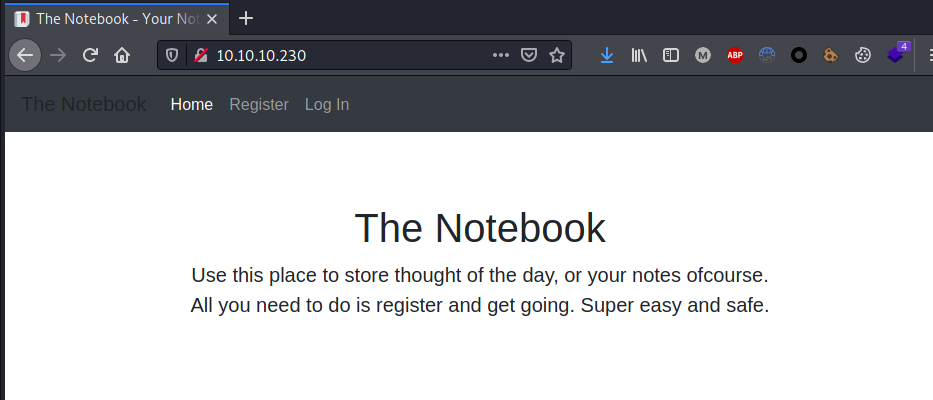 The Notebook - Your Not
10.10.10.230
ABP
4
The Notebook Home Register Log In
The Notebook
Use this place to store thought of the day, or your notes ofcourse.
All you need to do is register and get going. Super easy and safe.